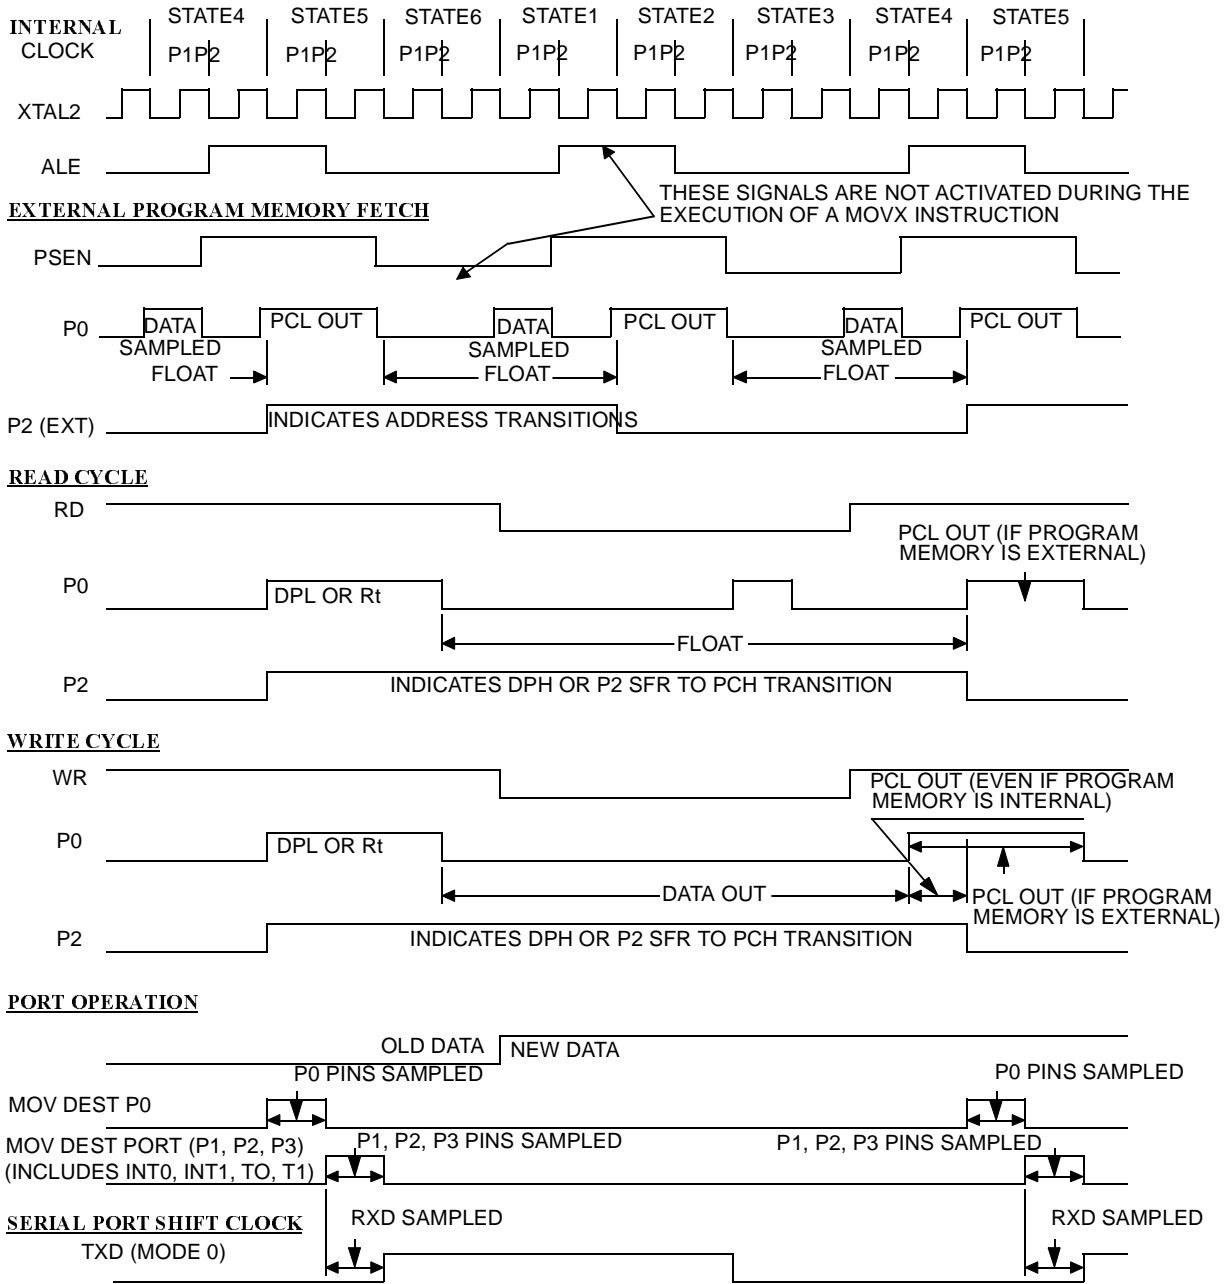 INTERNAL
CLOCK
STATE4 STATE5 STATE6 STATE1 STATE2 STATE3 STATE4 STATE5
P1P2 P1P2 P1P2 P1P2 P1P2 P1P2 P1P2 P1P2
XTAL2
ALE
THESE SIGNALS ARE NOT ACTIVATED DURING THE
EXECUTION OF A MOVX INSTRUCTION
EXTERNAL PROGRAM MEMORY FETCH
PSEN
P0
DATA PCL OUT DATA PCL OUT DATA PCL OUT
SAMPLED SAMPLED SAMPLED
FLOAT FLOAT FLOAT
P2 (EXT)
INDICATES ADDRESS TRANSITIONS
READ CYCLE
RD
PCL OUT (IF PROGRAM
MEMORY IS EXTERNAL)
P0
DPL OR Rt
FLOAT
P2
INDICATES DPH OR P2 SFR TO PCH TRANSITION
WRITE CYCLE
WR
PCL OUT (EVEN IF PROGRAM
MEMORY IS INTERNAL)
P0
DPL OR Rt
DATA OUT
PCL OUT (IF PROGRAM
MEMORY IS EXTERNAL)
P2
INDICATES DPH OR P2 SFR TO PCH TRANSITION
PORT OPERATION
OLD DATA NEW DATA
P0 PINS SAMPLED P0 PINS SAMPLED
MOV DEST P0
MOV DEST PORT (P1, P2, P3)
(INCLUDES INT0, INT1, TO, T1)
P1, P2, P3 PINS SAMPLED P1, P2, P3 PINS SAMPLED
SERIAL PORT SHIFT CLOCK
TXD (MODE 0)
RXD SAMPLED RXD SAMPLED